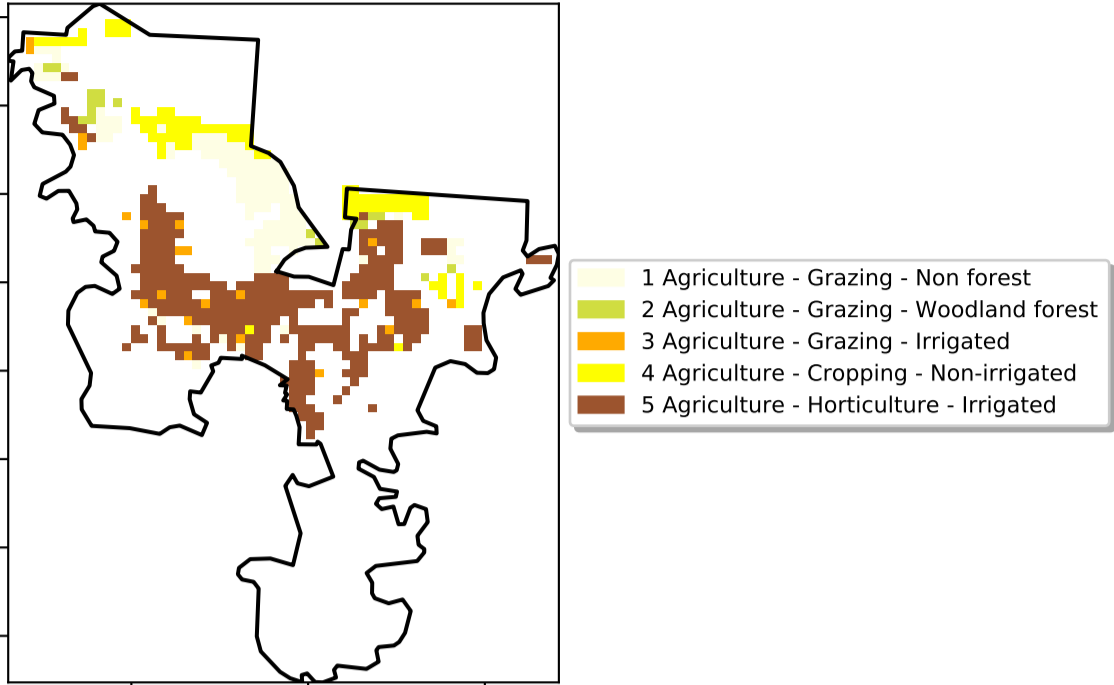 1 Agriculture - Grazing - Non forest
2 Agriculture - Grazing - Woodland forest
3 Agriculture - Grazing - Irrigated
4 Agriculture - Cropping - Non-irrigated
5 Agriculture - Horticulture - Irrigated